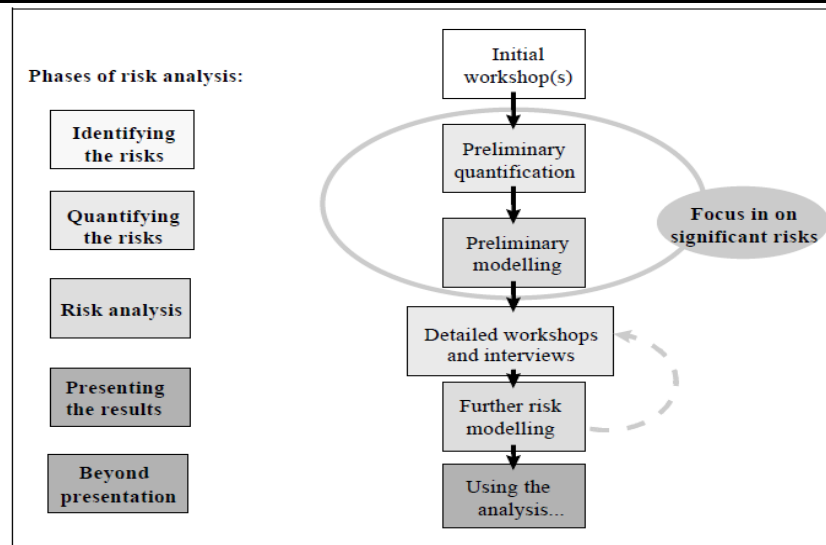 Phases of risk analysis:
Identifying
the risks
Quantifying
the risks
Risk analysis
Presenting
the results
Beyond
presentation
Initial
workshop(s)
Preliminary
quantification
Preliminary
modelling
Focus in on
significant risks
Detailed workshops
and interviews
Further risk
modelling
Using the
analysis...